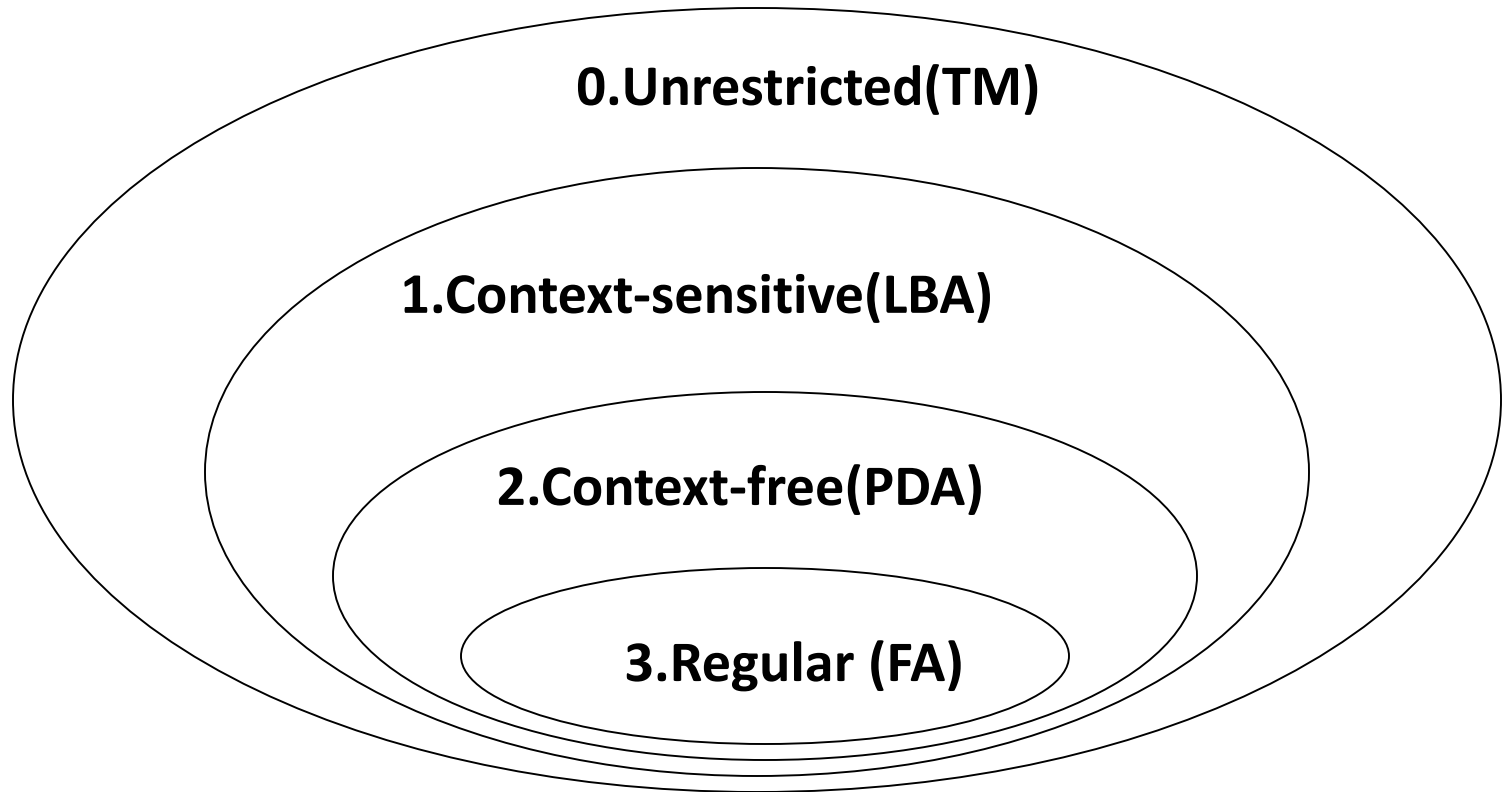 0.Unrestricted(TM)
1.Context-sensitive(LBA)
2.Context-free(PDA)
3.Regular (FA)